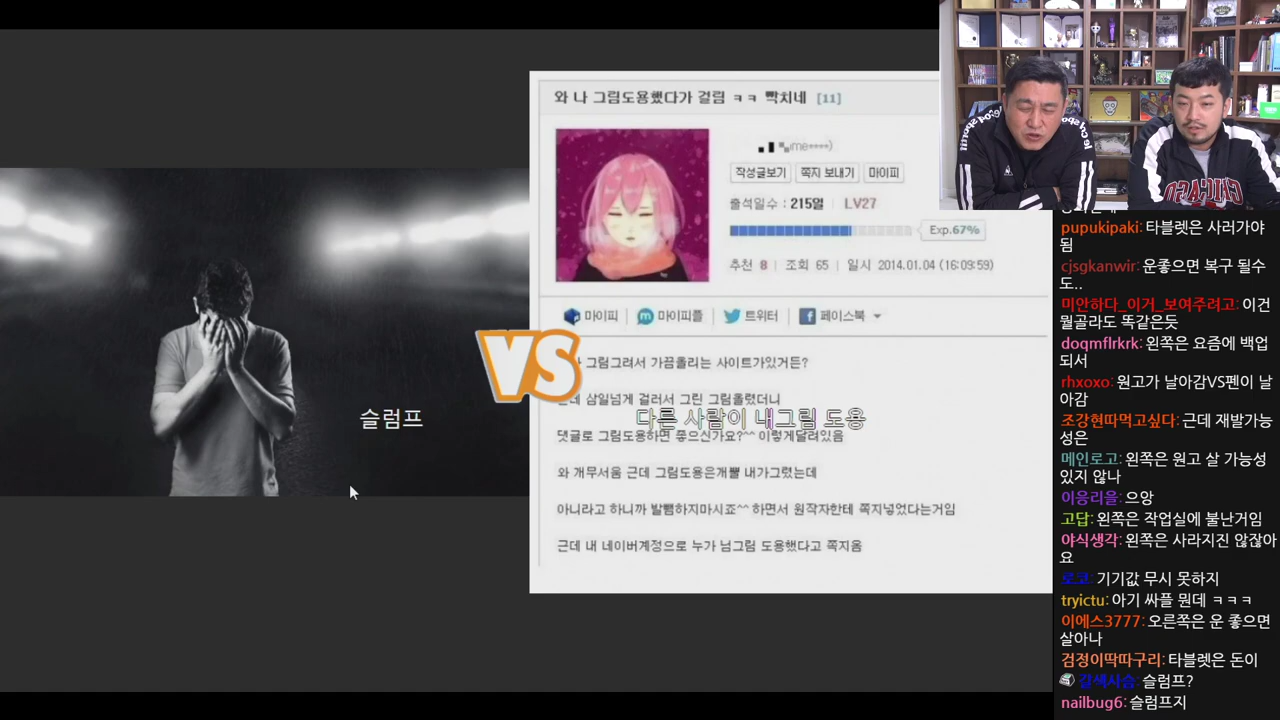 와 나 그림도용했다가 걸림 ㅋㅋ 빡치네 [11]
작성글보기 쪽지 보내기 마이피
출석일수 : 215일 LV27
Exp.67%
추천 8 조회 65 일시 2014.01.04 (16:09:59)
마이피 마이피플 트위터 페이스북
그림그려서 가끔올리는 사이트가있거든?
VS
삼일넘게 걸러서 그린 그림올렸더니
다른 사람이 내그림 도용
댓글로 그림도용하면 좋으신가요?^^ 이렇게달려있음
와 개무서움 근데 그림도용은개뿔 내가그렸는데
아니라고 하니까 발뺌하지마시죠^^ 하면서 원작자한테 쪽지넣었다는거임
근데 내 네이버계정으로 누가 님그림 도용했다고 쪽지옴
슬럼프
le coq sportif
CHICAGO
pupukipaki: 타블렛은 사러가야
됨
cjsgkanwir: 운좋으면 복구 될수
도..
미안하다_이거_보여주려고: 이건
뭘골라도 똑같은듯
doqmflrkrk: 왼쪽은 요즘에 백업
되서
rhxoxo: 원고가 날아감VS펜이 날
아감
조강현따먹고싶다: 근데 재발가능
성은
메인로고: 왼쪽은 원고 살 가능성
있지 않나
이응리을: 으앙
고답: 왼쪽은 작업실에 불난거임
야식생각: 왼쪽은 사라지진 않잖아
요
로코: 기기값 무시 못하지
tryictu: 아기 싸플 뭔데 ㅋㅋㅋ
이에스3777: 오른쪽은 운 좋으면
살아나
검정이딱따구리: 타블렛은 돈이
갈색사슴: 슬럼프?
nailbug6: 슬럼프지